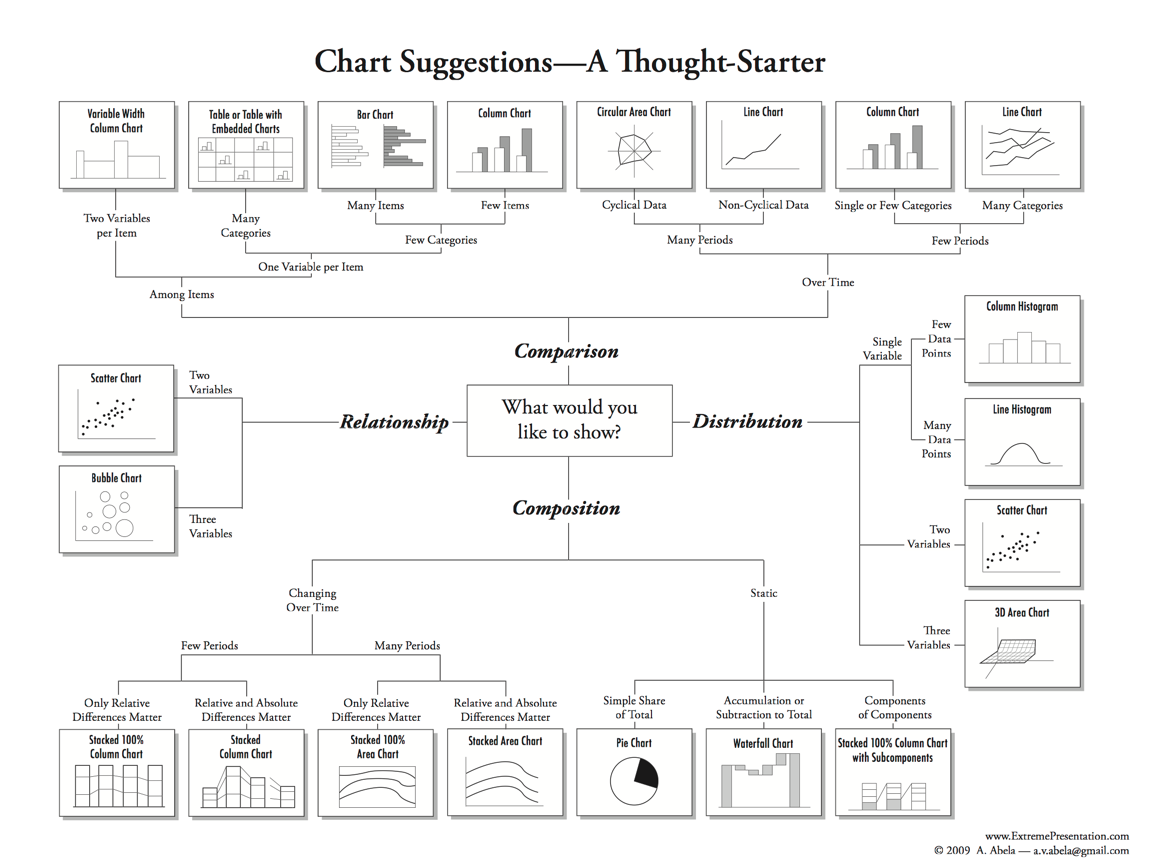 Chart Suggestions—A Thought-Starter
Variable Width
Column Chart
Table or Table with
Embedded Charts
Bar Chart
Column Chart
Circular Area Chart
Line Chart
Column Chart
Line Chart
Two Variables
per Item
Many
Categories
Many Items
Few Items
Cyclical Data
Non-Cyclical Data
Single or Few Categories
Many Categories
Few Categories
Many Periods
Few Periods
One Variable per Item
Over Time
Among Items
Comparison
Single
Variable
Few
Data
Points
Column Histogram
Scatter Chart
Two
Variables
Relationship
What would you
like to show?
Distribution
Many
Data
Points
Line Histogram
Bubble Chart
Three
Variables
Composition
Two
Variables
Scatter Chart
Changing
Over Time
Static
Three
Variables
3D Area Chart
Few Periods
Many Periods
Only Relative
Differences Matter
Relative and Absolute
Differences Matter
Only Relative
Differences Matter
Relative and Absolute
Differences Matter
Simple Share
of Total
Accumulation or
Subtraction to Total
Components
of Components
Stacked 100%
Column Chart
Stacked
Column Chart
Stacked 100%
Area Chart
Stacked Area Chart
Pie Chart
Waterfall Chart
Stacked 100% Column Chart
with Subcomponents
www.ExtremePresentation.com
© 2009 A. Abela — a.v.abela@gmail.com